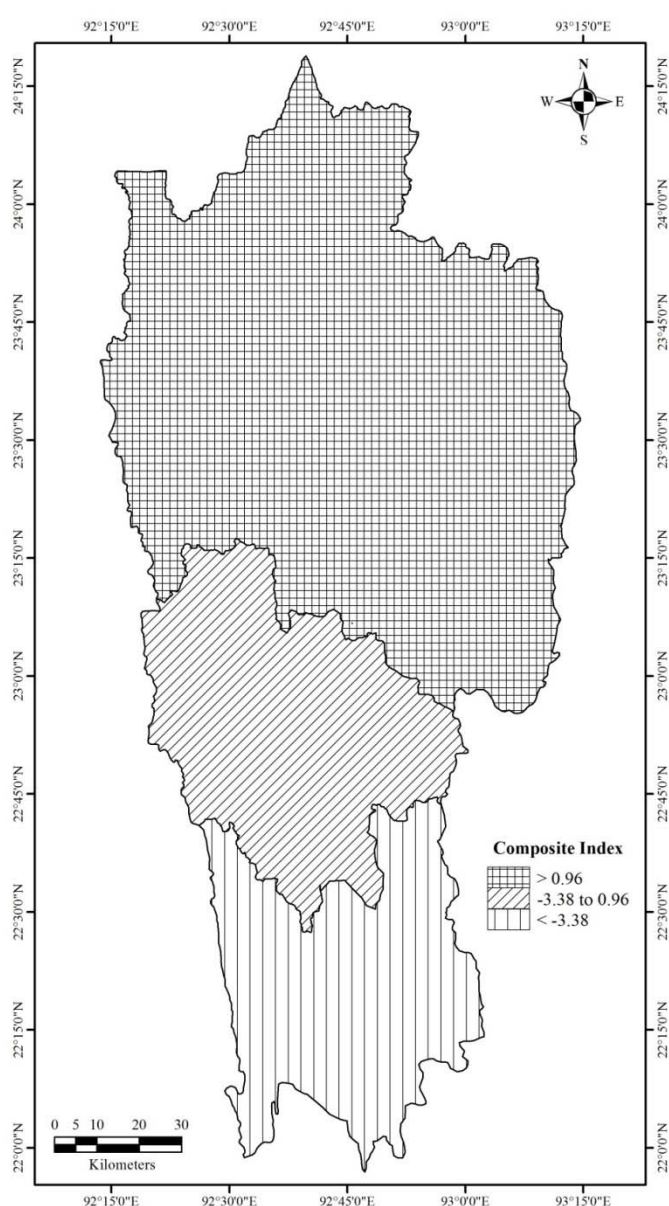 92°15'0"E 92°30'0"E 92°45'0"E 93°0'0"E 93°15'0"E
N
W E
S
24°15'0"N 24°15'0"N
24°0'0"N 24°0'0"N
23°45'0"N 23°45'0"N
23°30'0"N 23°30'0"N
23°15'0"N 23°15'0"N
23°0'0"N 23°0'0"N
22°45'0"N 22°45'0"N
Composite Index
> 0.96
-3.38 to 0.96
< -3.38
22°30'0"N 22°30'0"N
22°15'0"N 22°15'0"N
0 5 10 20 30
Kilometers
22°0'0"N 22°0'0"N
92°15'0"E 92°30'0"E 92°45'0"E 93°0'0"E 93°15'0"E